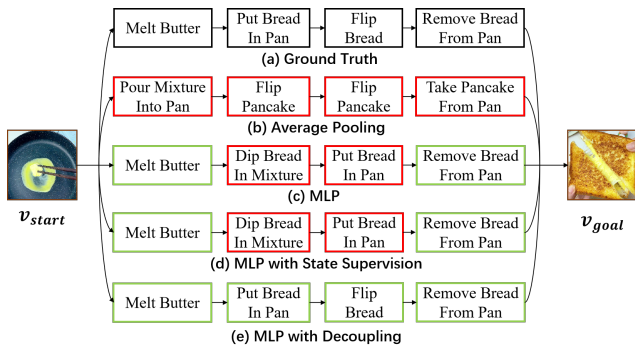 Melt Butter
Put Bread
In Pan
Flip
Bread
Remove Bread
From Pan
(a) Ground Truth
Pour Mixture
Into Pan
Flip
Pancake
Flip
Pancake
Take Pancake
From Pan
(b) Average Pooling
Melt Butter
Dip Bread
In Mixture
Put Bread
In Pan
Remove Bread
From Pan
(c) MLP
v_start
v_goal
Melt Butter
Dip Bread
In Mixture
Put Bread
In Pan
Remove Bread
From Pan
(d) MLP with State Supervision
Melt Butter
Put Bread
In Pan
Flip
Bread
Remove Bread
From Pan
(e) MLP with Decoupling